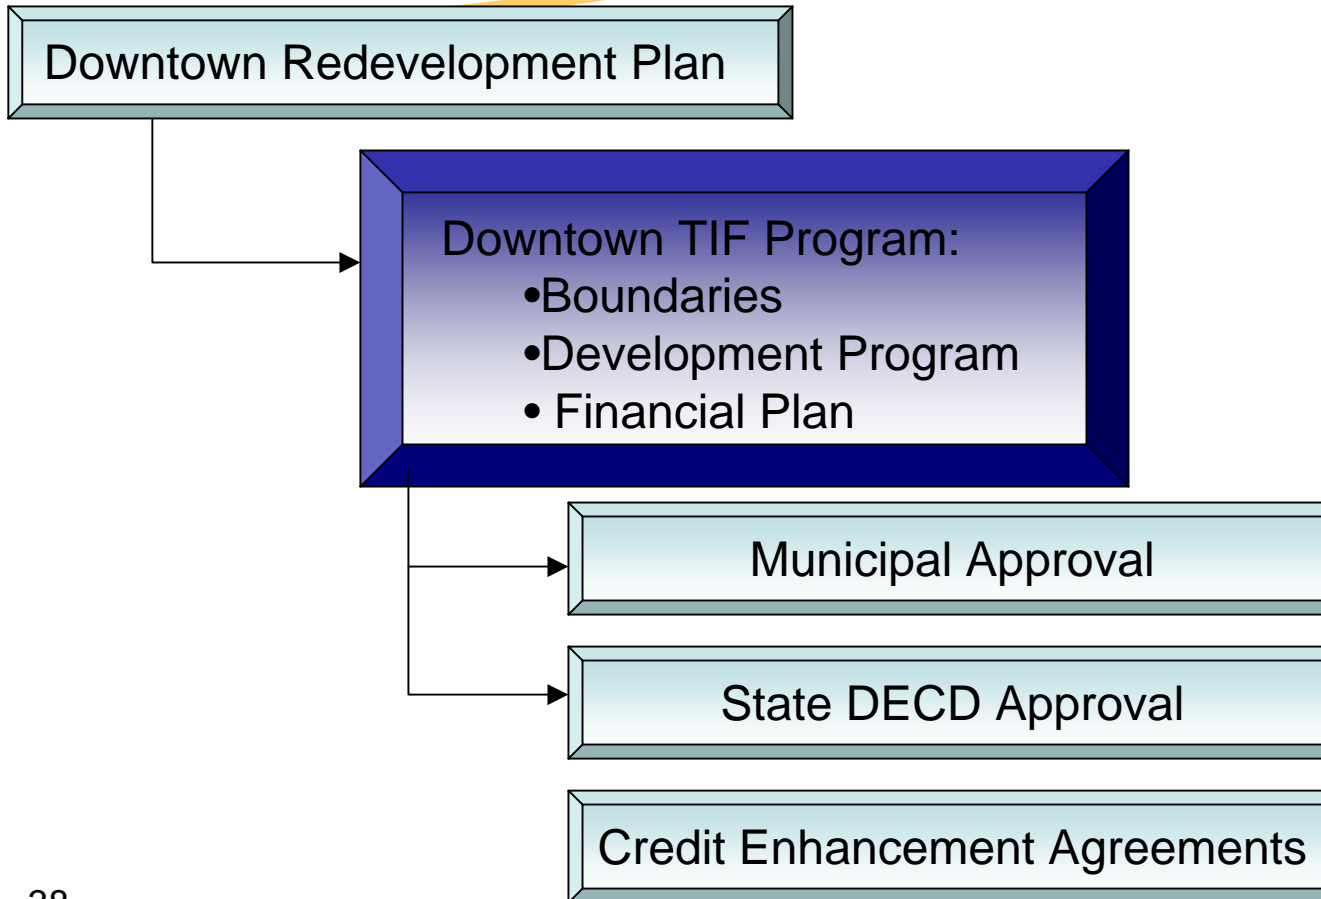 Downtown Redevelopment Plan
Downtown TIF Program:
•Boundaries
•Development Program
• Financial Plan
Municipal Approval
State DECD Approval
Credit Enhancement Agreements